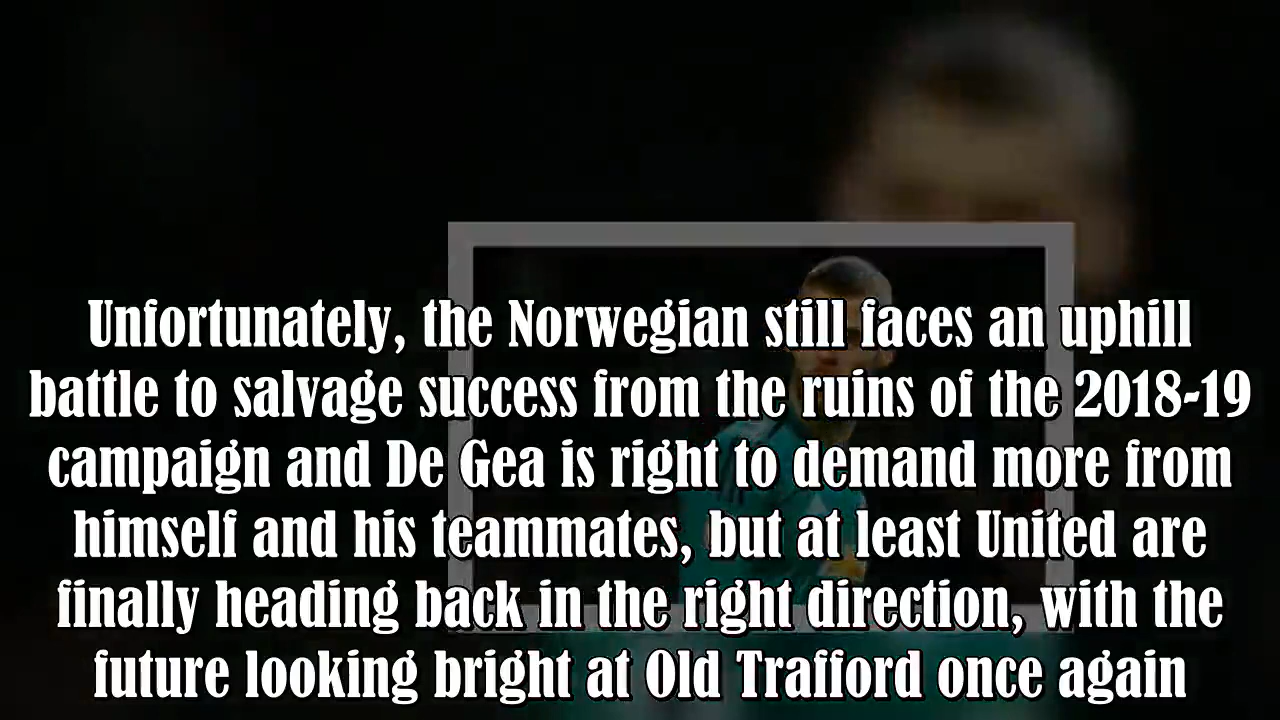 Unfortunately, the Norwegian still faces an uphill
battle to salvage success from the ruins of the 2018-19
campaign and De Gea is right to demand more from
himself and his teammates, but at least United are
finally heading back in the right direction, with the
future looking bright at Old Trafford once again